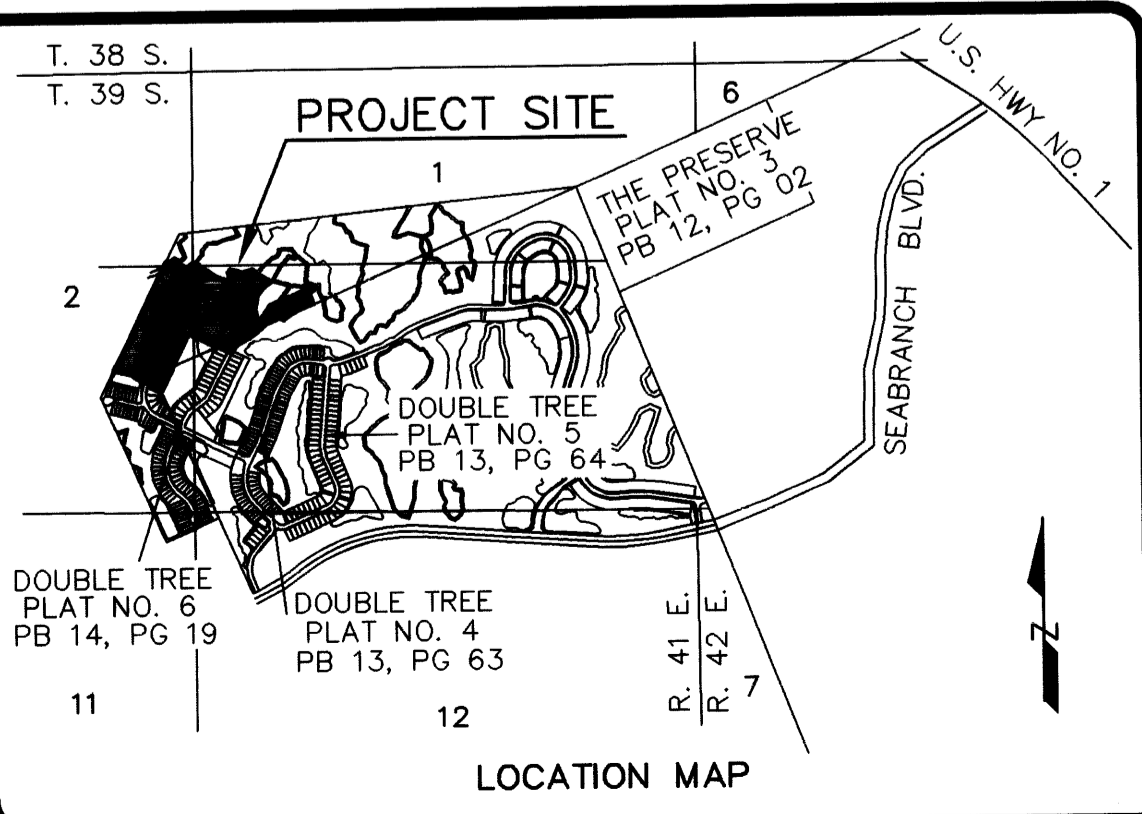 T. 38 S.
T. 39 S.
PROJECT SITE
1
6
U.S. HWY NO. 1
THE PRESERVE
PLAT NO. 3
PB 12, PG 02
SEABRANCH BLVD.
2
DOUBLE TREE
PLAT NO. 5
PB 13, PG 64
DOUBLE TREE
PLAT NO. 6
PB 14, PG 19
DOUBLE TREE
PLAT NO. 4
PB 13, PG 63
R. 41 E.
R. 42 E.
7
11
12
N
LOCATION MAP